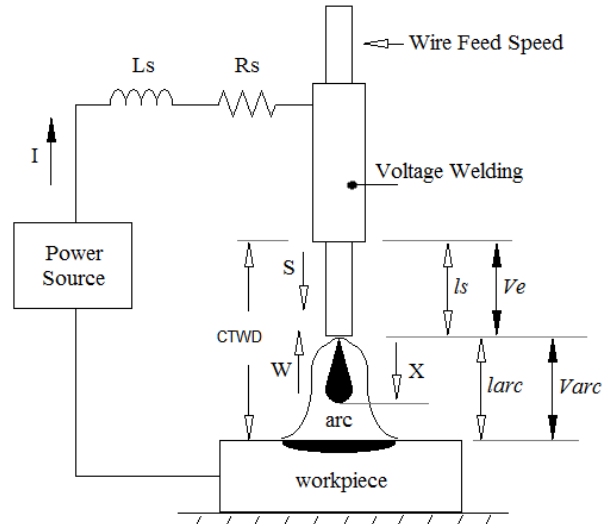 Wire Feed Speed
Ls
Rs
I
Voltage Welding
Power
Source
S
ls
Ve
CTWD
W
X
larc
Varc
arc
workpiece